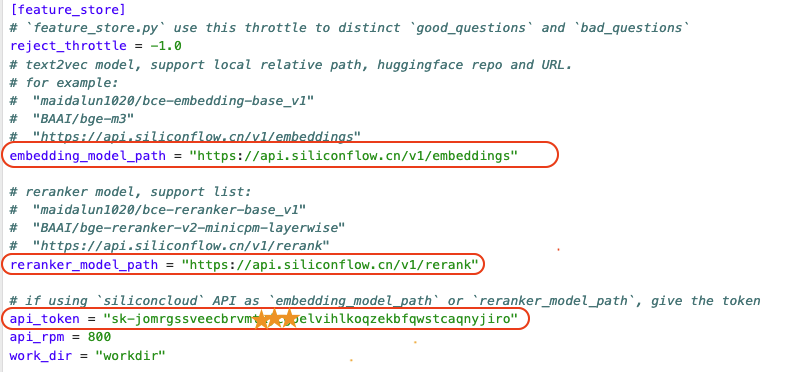 [feature_store]
# `feature_store.py` use this throttle to distinct `good_questions` and `bad_questions`
reject_throttle = -1.0
# text2vec model, support local relative path, huggingface repo and URL.
# for example:
#  "maidalun1020/bce-embedding-base_v1"
#  "BAAI/bge-m3"
#  "https://api.siliconflow.cn/v1/embeddings"
embedding_model_path = "https://api.siliconflow.cn/v1/embeddings"
# reranker model, support list:
#  "maidalun1020/bce-reranker-base_v1"
#  "BAAI/bge-reranker-v2-minicpm-layerwise"
#  "https://api.siliconflow.cn/v1/rerank"
reranker_model_path = "https://api.siliconflow.cn/v1/rerank"
# if using `siliconcloud` API as `embedding_model_path` or `reranker_model_path`, give the token
api_token =
api_rpm = 800
work_dir = "workdir"